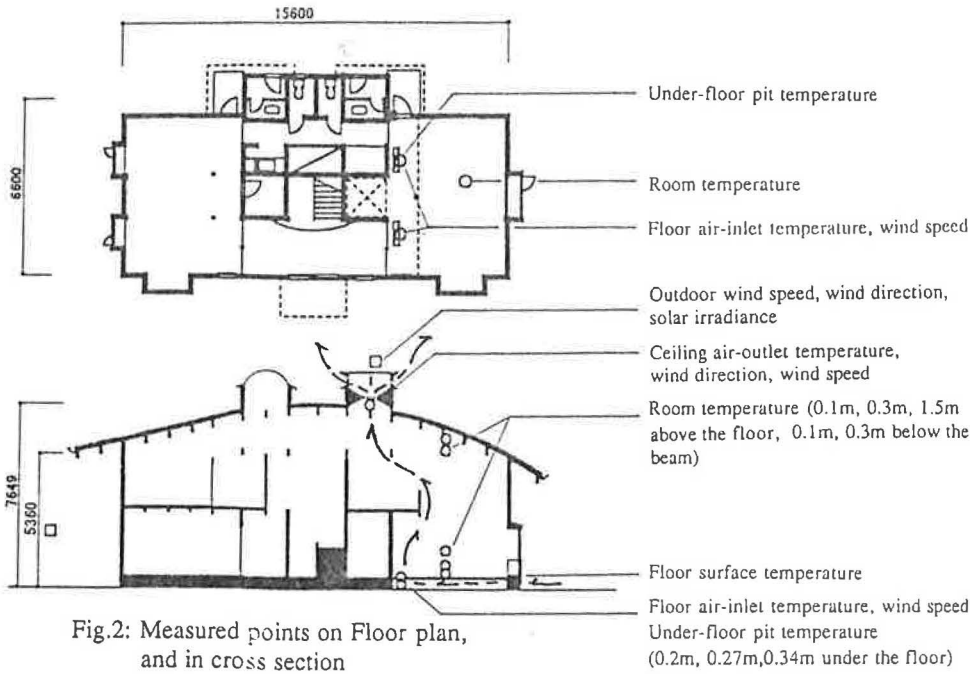 15600
6600
Under-floor pit temperature
Room temperature
Floor air-inlet temperature, wind speed
Outdoor wind speed, wind direction,
solar irradiance
Ceiling air-outlet temperature,
wind direction, wind speed
Room temperature (0.1m, 0.3m, 1.5m
above the floor, 0.1m, 0.3m below the
beam)
7649
5360
Floor surface temperature
Floor air-inlet temperature, wind speed
Under-floor pit temperature
(0.2m, 0.27m,0.34m under the floor)
Fig.2: Measured points on Floor plan,
and in cross section